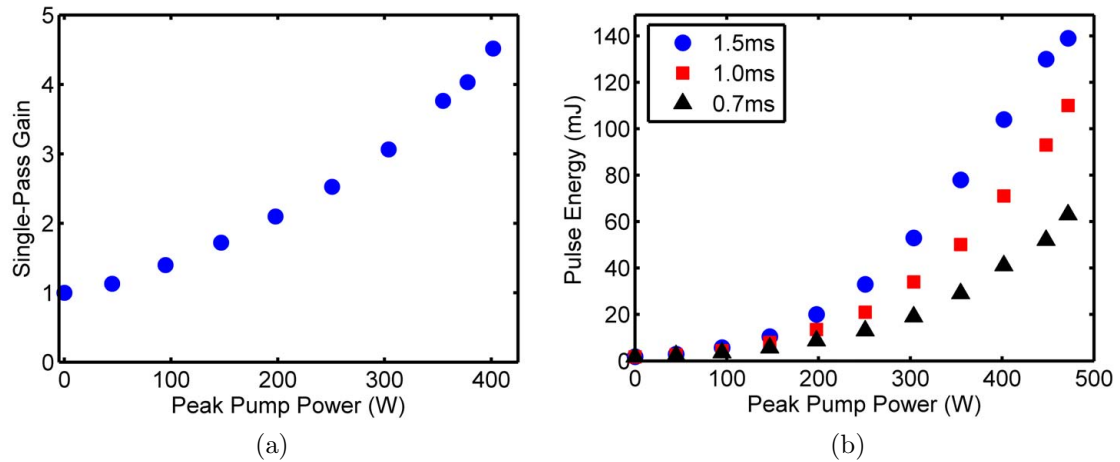 5
4
3
2
1
0
Single-Pass Gain
0 100 200 300 400
Peak Pump Power (W)
(a)
140
120
100
80
60
40
20
0
Pulse Energy (mJ)
1.5ms
1.0ms
0.7ms
0 100 200 300 400 500
Peak Pump Power (W)
(b)